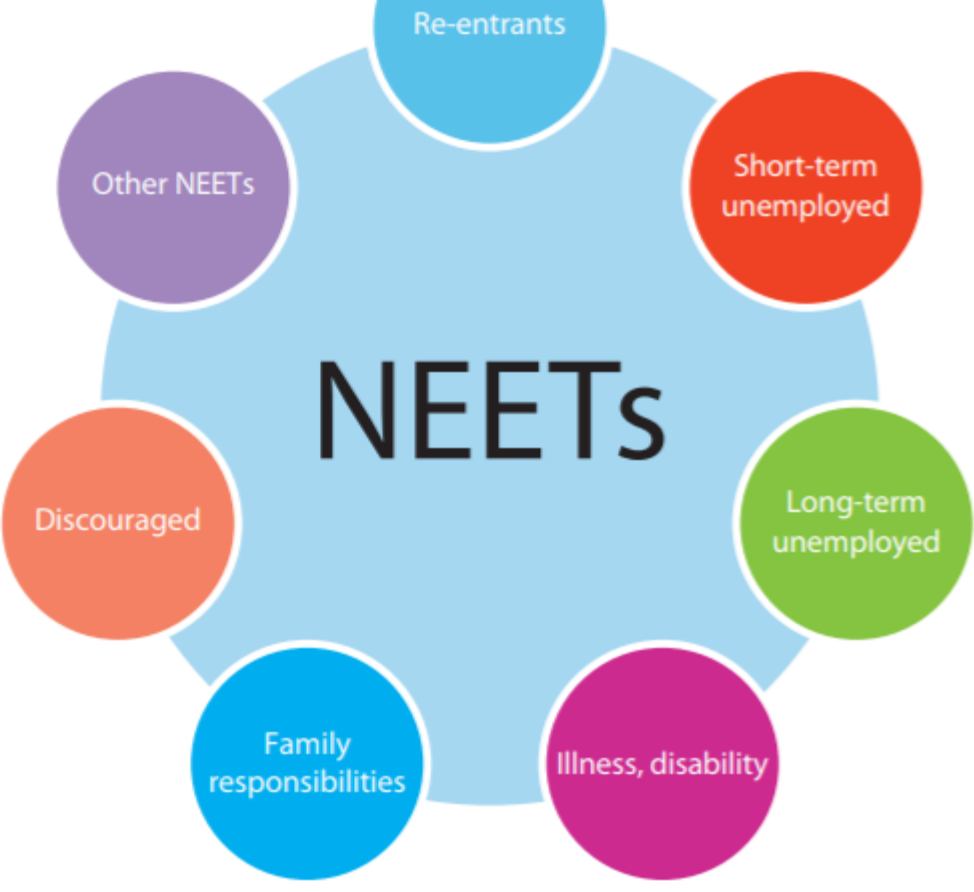 Re-entrants
Short-term
unemployed
Other NEETs
NEETs
Long-term
unemployed
Discouraged
Family
responsibilities
Illness, disability